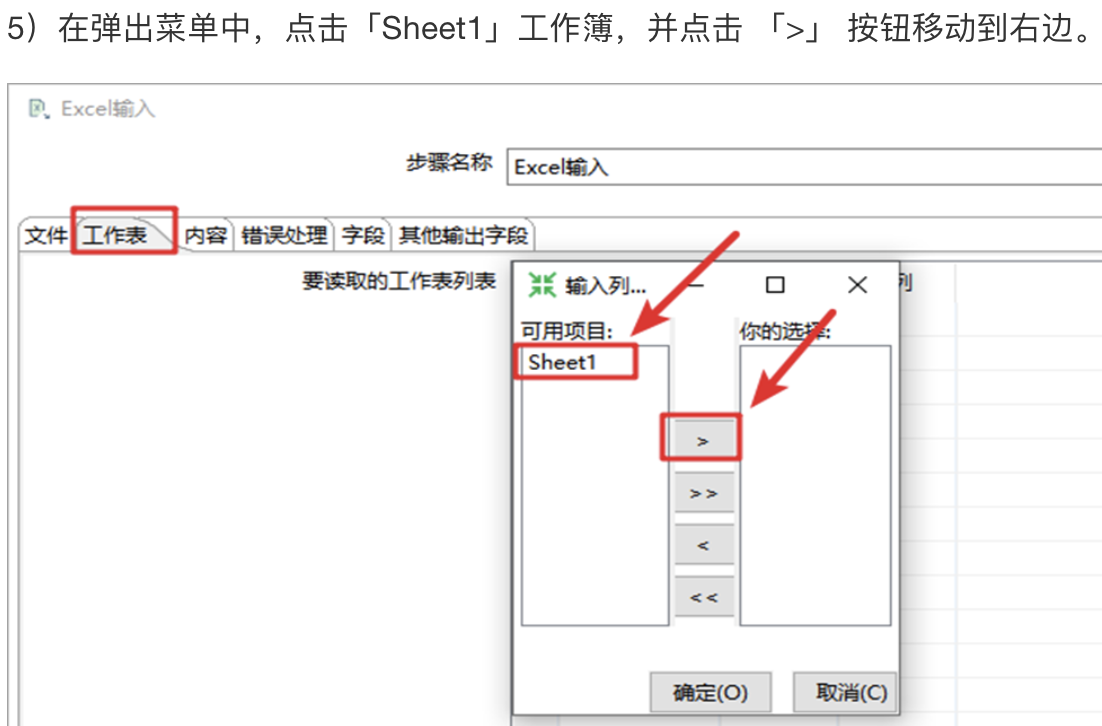 5）在弹出菜单中，点击「Sheet1」工作簿，并点击 「>」 按钮移动到右边。
Excel输入
步骤名称 Excel输入
文件 工作表 内容 错误处理 字段 其他输出字段
要读取的工作表列表
输入列...
列
可用项目:
你的选择:
Sheet1
>
>>
<
<<
确定(O) 取消(C)